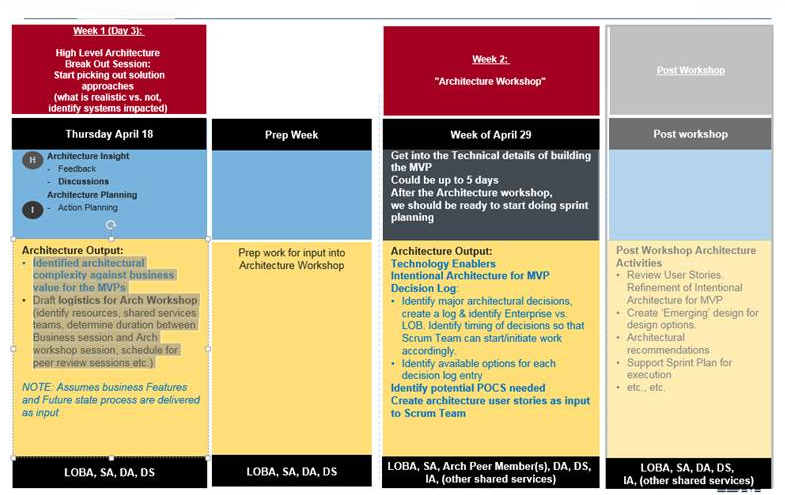 Week 1 (Day 3):
High Level Architecture
Break Out Session:
Start picking out solution
approaches
(what is realistic vs. not,
identify systems impacted)
Thursday April 18
H
Architecture Insight
- Feedback
- Discussions
Architecture Planning
I
- Action Planning
Architecture Output:
• Identified architectural
complexity against business
value for the MVPs
• Draft logistics for Arch Workshop
(identify resources, shared services
teams, determine duration between
Business session and Arch
workshop session, schedule for
peer review sessions etc.)
NOTE: Assumes business Features
and Future state process are delivered
as input
LOBA, SA, DA, DS
Prep Week
Prep work for input into
Architecture Workshop
LOBA, SA, DA, DS
Week 2:
"Architecture Workshop"
Week of April 29
Get into the Technical details of building
the MVP
Could be up to 5 days
After the Architecture workshop,
we should be ready to start doing sprint
planning
Architecture Output:
Technology Enablers
Intentional Architecture for MVP
Decision Log:
• Identify major architectural decisions,
create a log & identify Enterprise vs.
LOB. Identify timing of decisions so that
Scrum Team can start/initiate work
accordingly.
• Identify available options for each
decision log entry
Identify potential POCS needed
Create architecture user stories as input
to Scrum Team
LOBA, SA, Arch Peer Member(s), DA, DS,
IA, (other shared services)
Post Workshop
Post workshop
Post Workshop Architecture
Activities
• Review User Stories.
Refinement of Intentional
Architecture for MVP
• Create 'Emerging' design for
design options.
• Architectural
recommendations
• Support Sprint Plan for
execution
• etc., etc.
LOBA, SA, DA, DS,
IA, (other shared services)